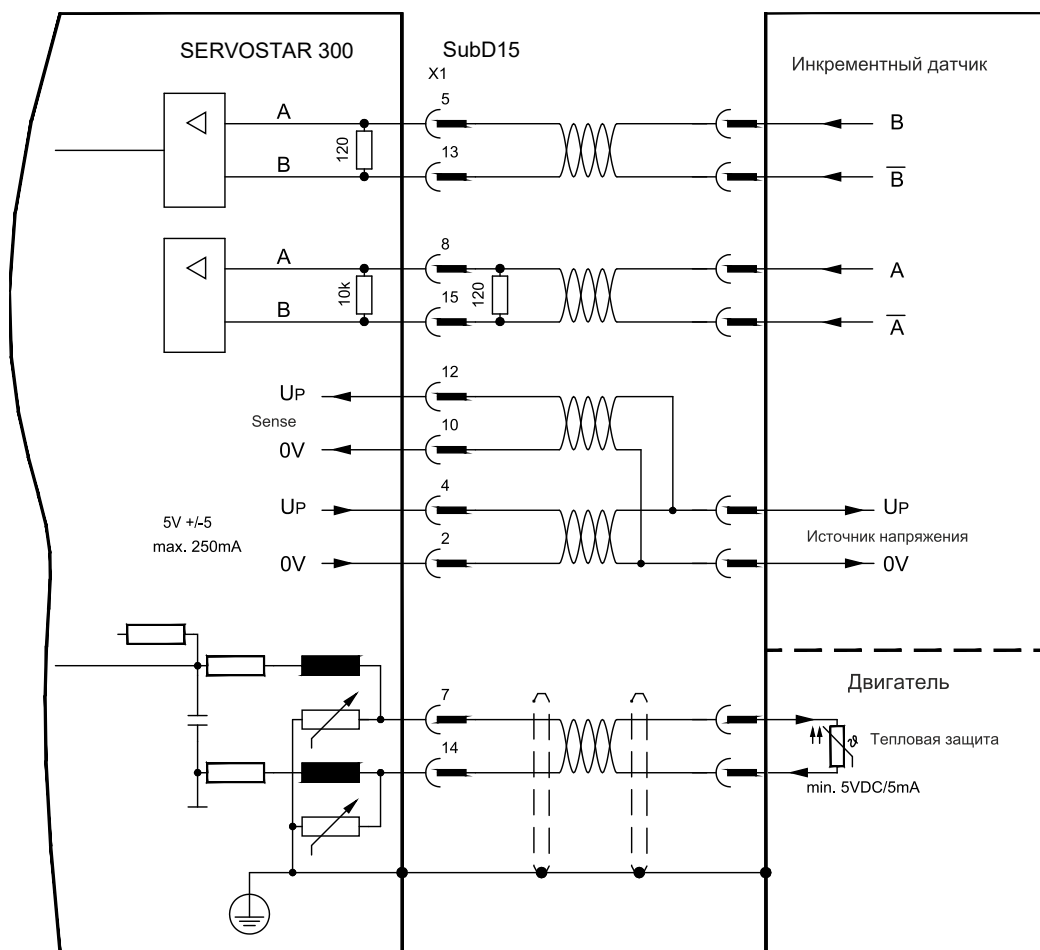 SERVOSTAR 300
SubD15
X1
Инкрементный датчик
A
5
B
120
B
13
B
A
8
A
10k
120
B
15
A
UP
12
Sense
0V
10
UP
4
UP
5V +/-5
max. 250mA
Источник напряжения
0V
2
0V
Двигатель
7
ϑ Тепловая защита
14
min. 5VDC/5mA